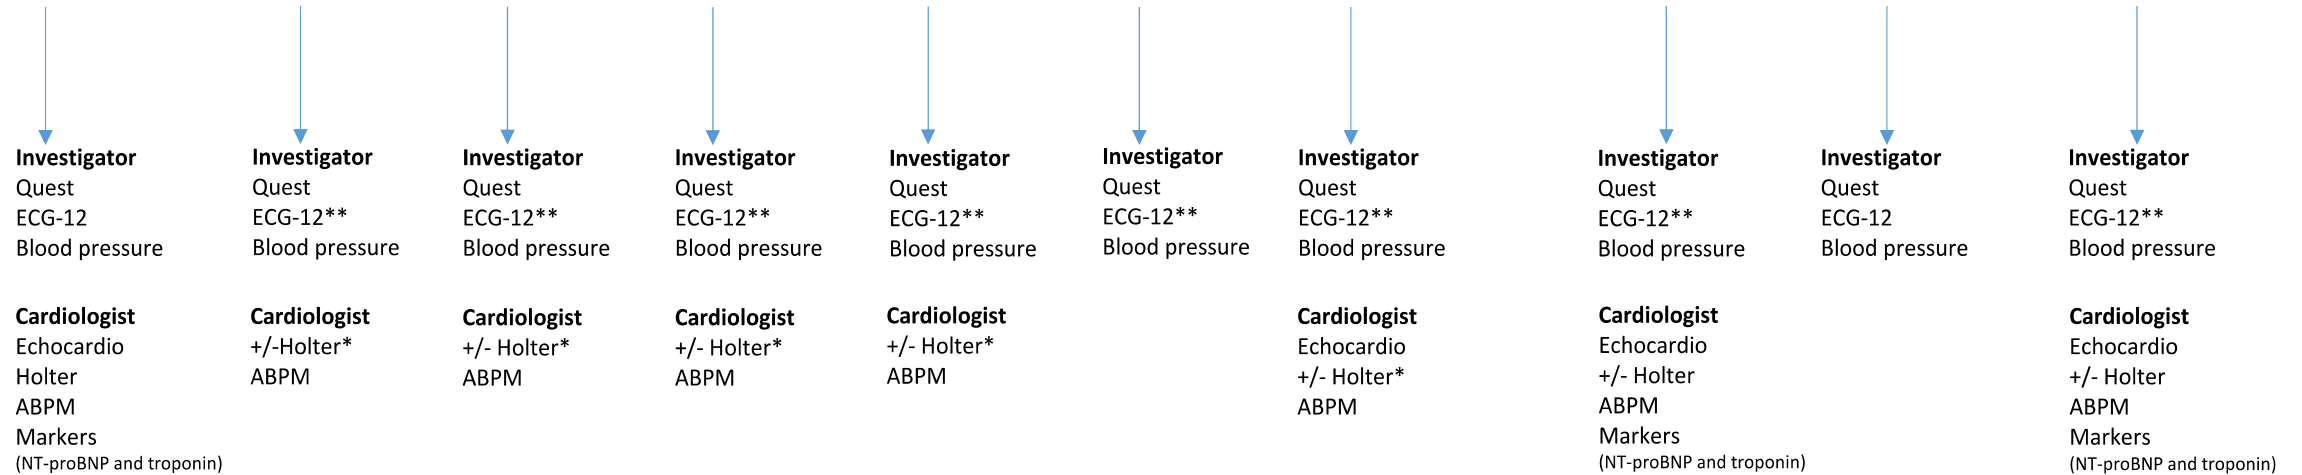 Investigator
Quest
ECG-12
Blood pressure
Cardiologist
Echocardio
Holter
ABPM
Markers
(NT-proBNP and troponin)
Investigator
Quest
ECG-12**
Blood pressure
Cardiologist
+/-Holter*
ABPM
Investigator
Quest
ECG-12**
Blood pressure
Cardiologist
+/- Holter*
ABPM
Investigator
Quest
ECG-12**
Blood pressure
Cardiologist
+/- Holter*
ABPM
Investigator
Quest
ECG-12**
Blood pressure
Cardiologist
+/- Holter*
ABPM
Investigator
Quest
ECG-12**
Blood pressure
Investigator
Quest
ECG-12**
Blood pressure
Cardiologist
Echocardio
+/- Holter*
ABPM
Investigator
Quest
ECG-12**
Blood pressure
Cardiologist
Echocardio
+/- Holter
ABPM
Markers
(NT-proBNP and troponin)
Investigator
Quest
ECG-12
Blood pressure
Investigator
Quest
ECG-12**
Blood pressure
Cardiologist
Echocardio
+/- Holter
ABPM
Markers
(NT-proBNP and troponin)